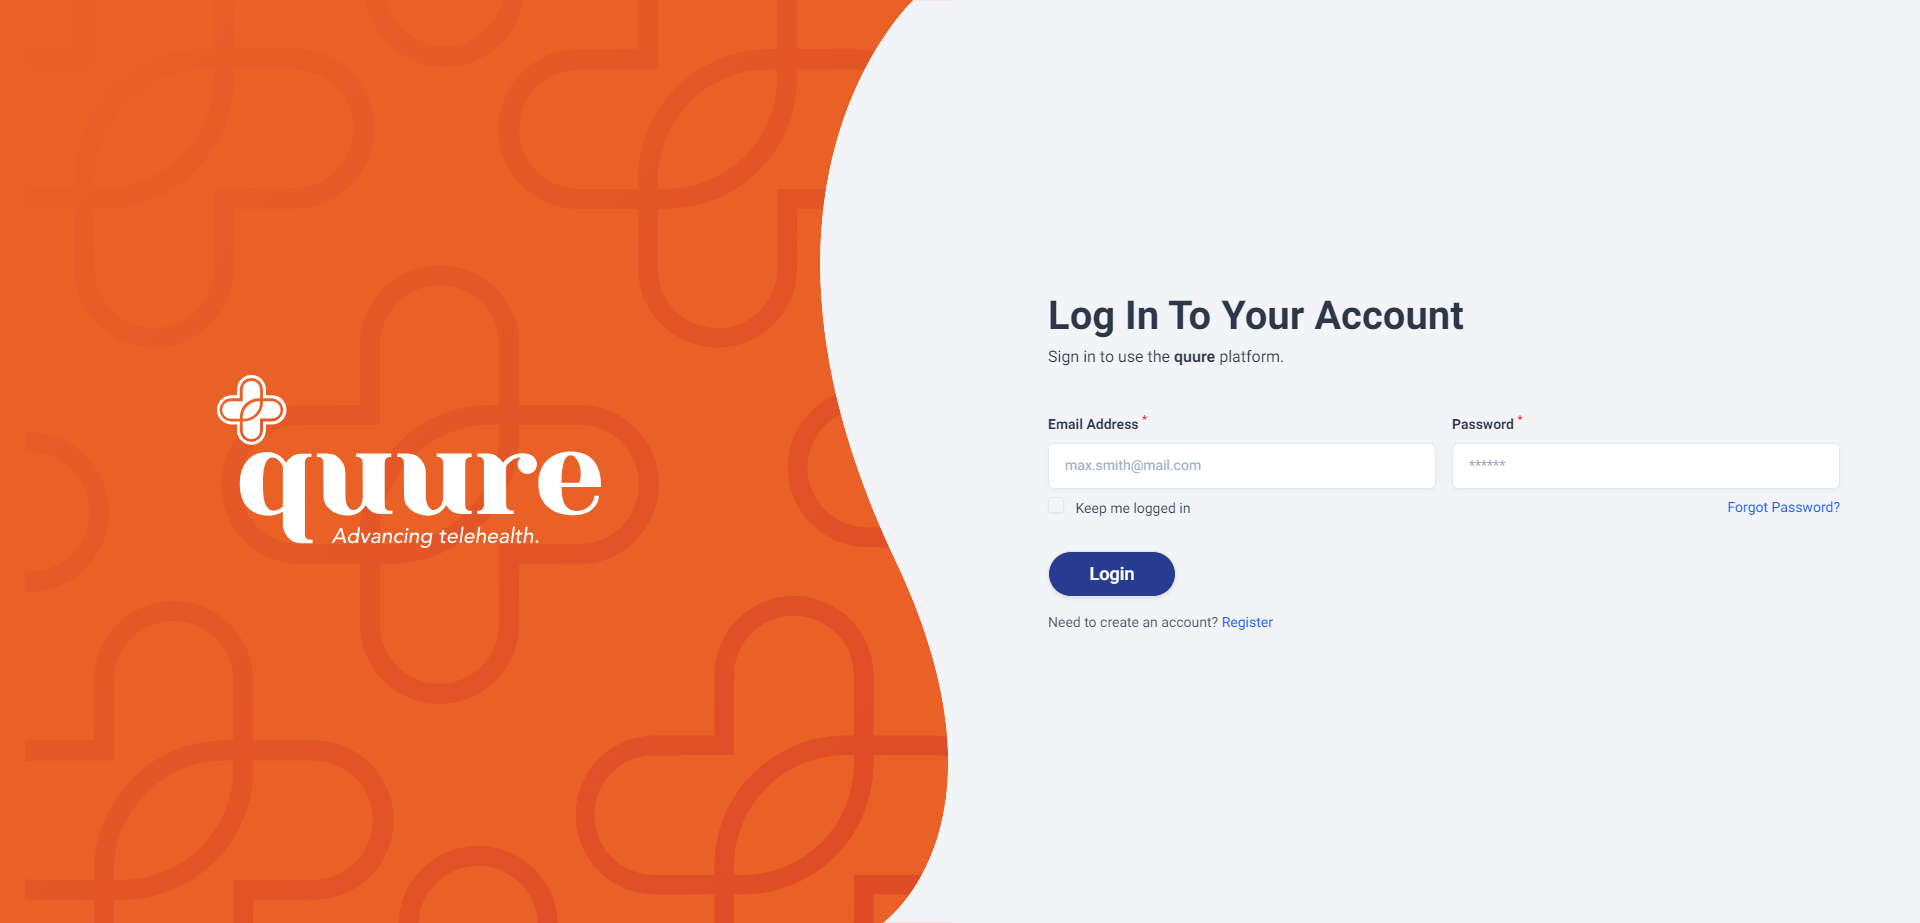 quure
Advancing telehealth.
Log In To Your Account
Sign in to use the quure platform.
Email Address *
max.smith@mail.com
Keep me logged in
Password *
******
Forgot Password?
Login
Need to create an account? Register